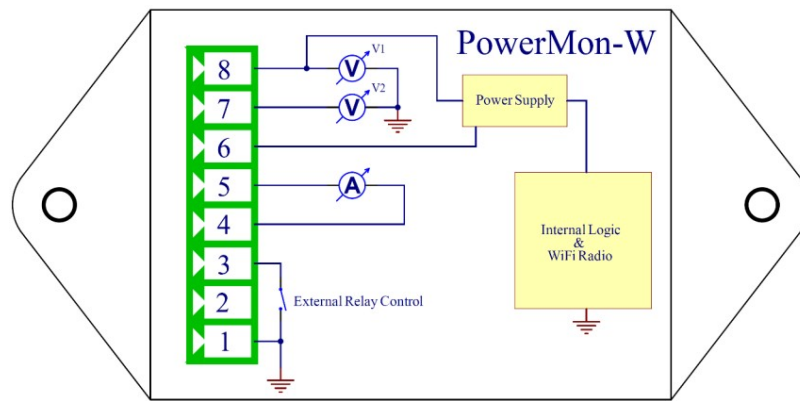 PowerMon-W
8
V
V1
7
V
V2
Power Supply
6
5
A
4
Internal Logic
&
WiFi Radio
3
External Relay Control
2
1